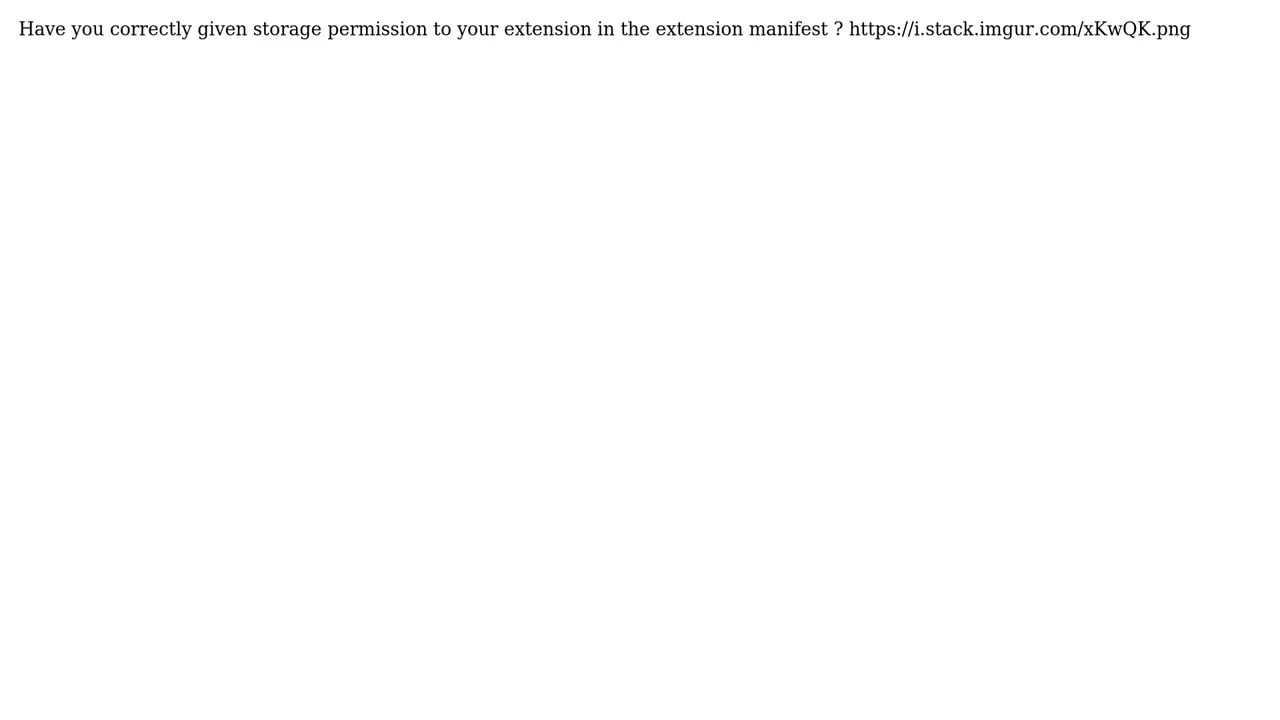 Have you correctly given storage permission to your extension in the extension manifest ? https://i.stack.imgur.com/xKwQK.png